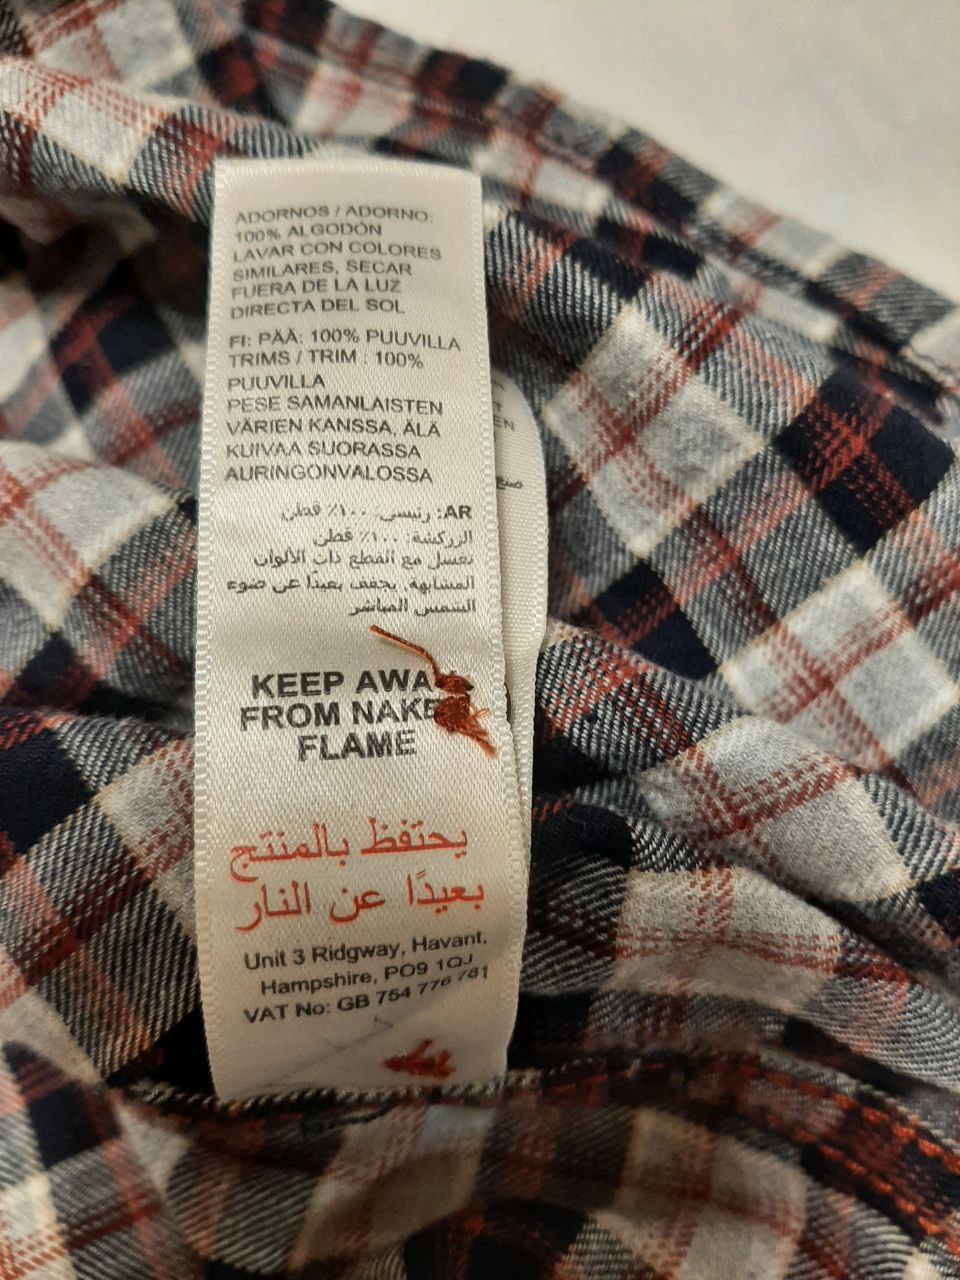 ADORNOS / ADORNO:
100% ALGODÓN
LAVAR CON COLORES
SIMILARES, SECAR
FUERA DE LA LUZ
DIRECTA DEL SOL
FI: PÄÄ: 100% PUUVILLA
TRIMS / TRIM : 100%
PUUVILLA
PESE SAMANLAISTEN
VÄRIEN KANSSA, ÄLÄ
KUIVAA SUORASSA
AURINGONVALOSSA
AR: رئيسي: ١٠٠٪ قطن
الزركشة: ١٠٠٪ قطن
تغسل مع القطع ذات الألوان
المشابهة, يجفف بعيدًا عن ضوء
الشمس المباشر
KEEP AWA
FROM NAKE
FLAME
يحتفظ بالمنتج
بعيدًا عن النار
Unit 3 Ridgway, Havant,
Hampshire, PO9 1QJ
VAT No: GB 754 776 781